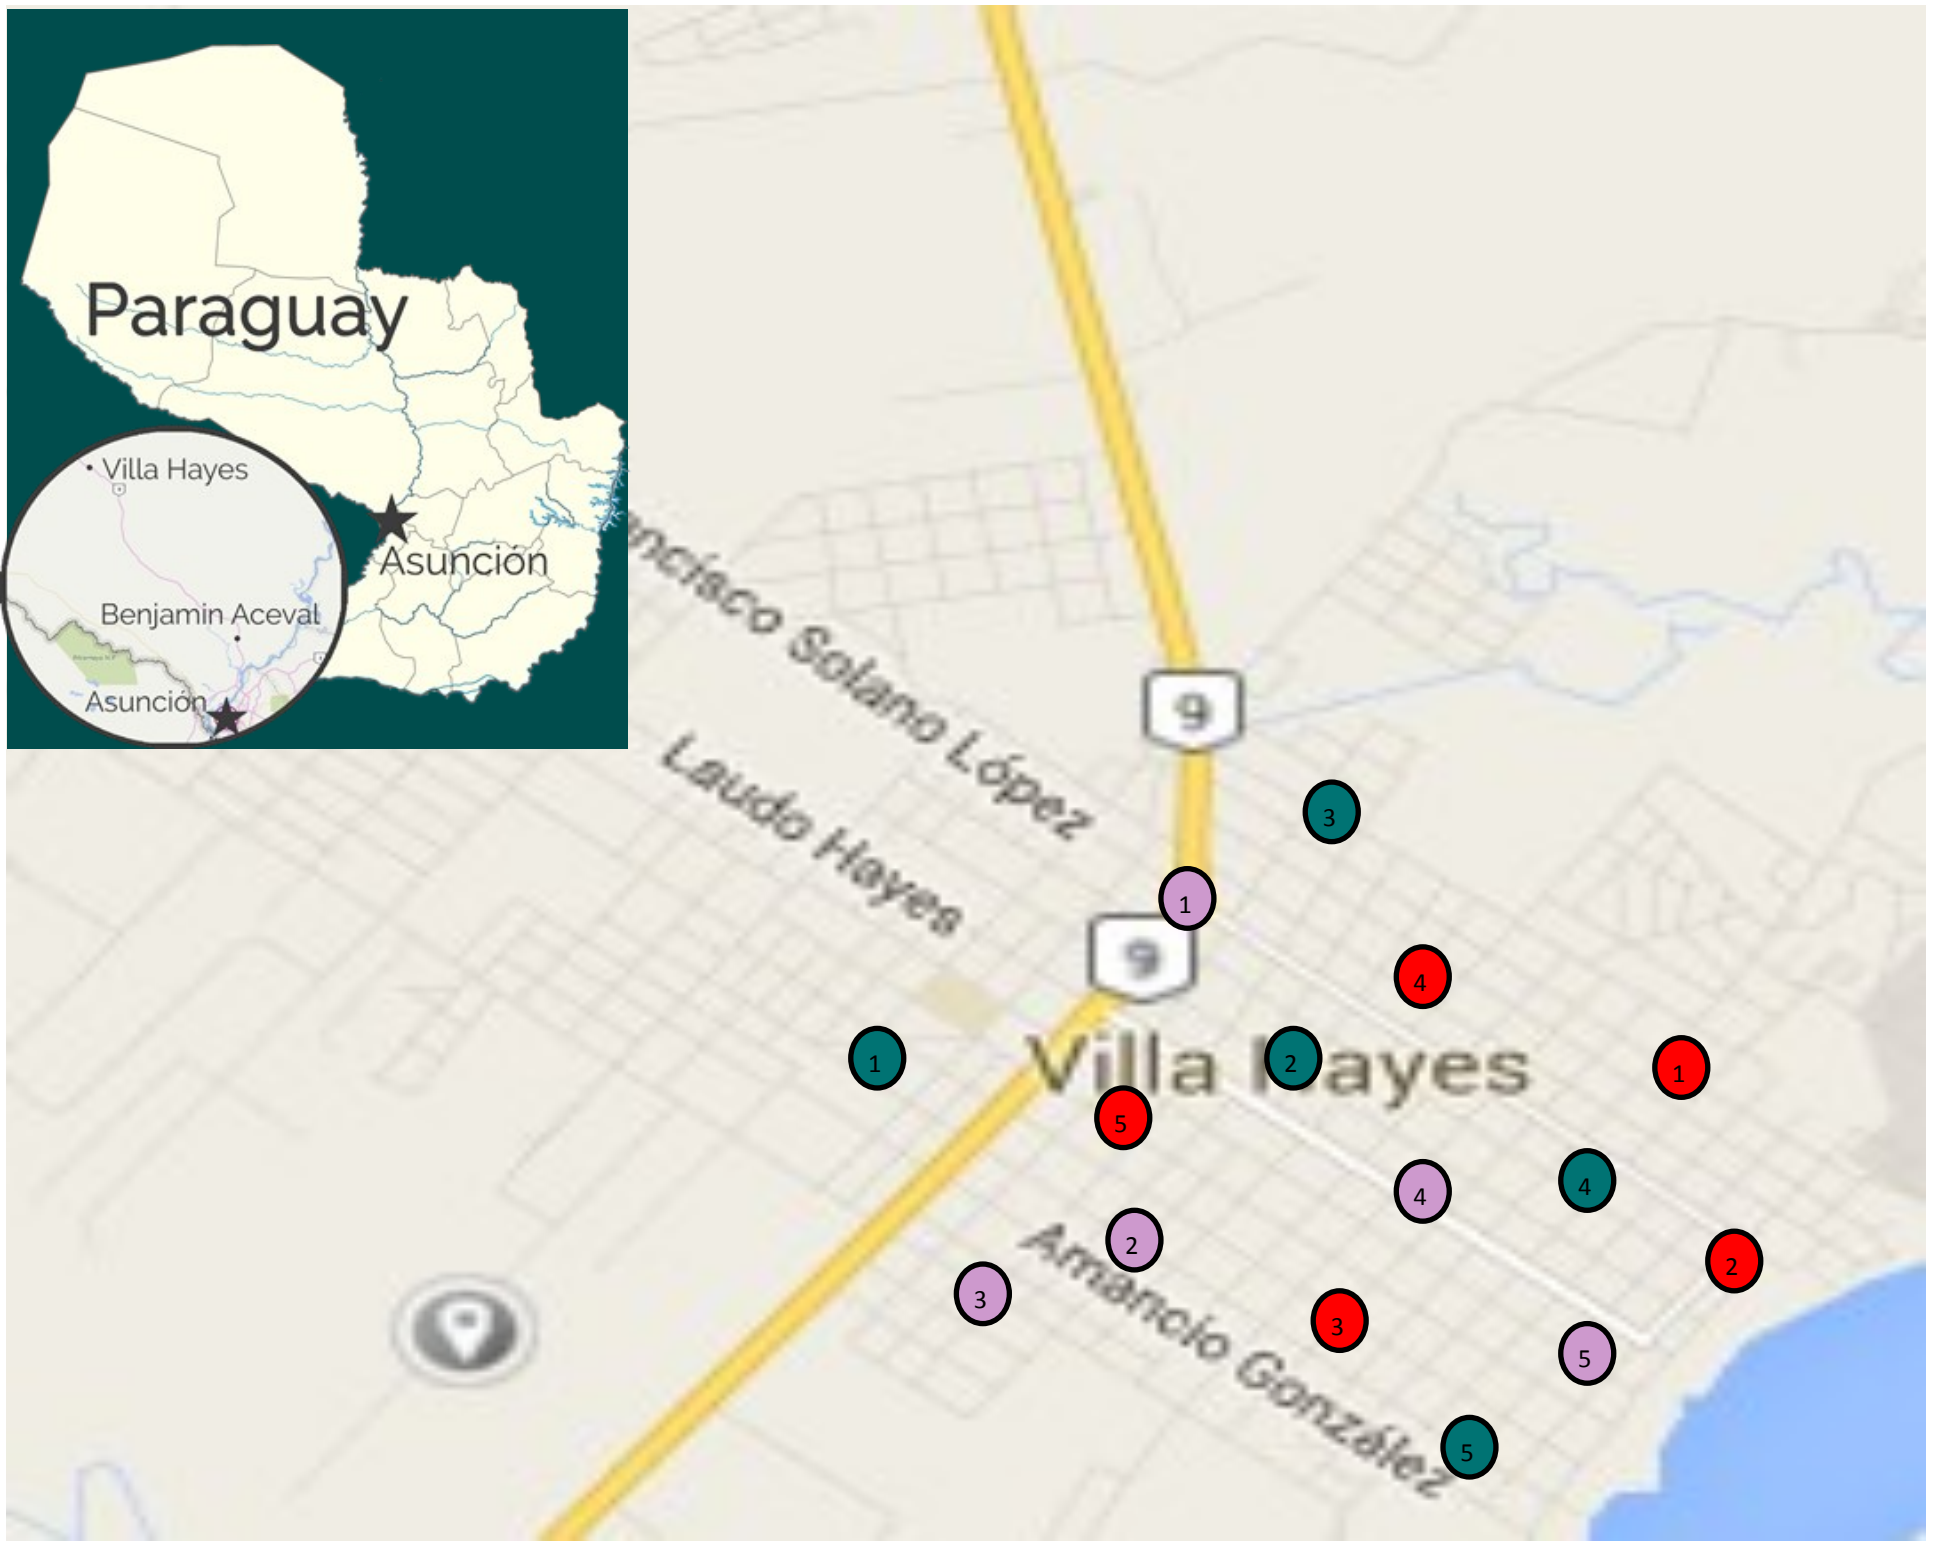 Paraguay
Villa Hayes
Asunción
Benjamin Aceval
Asunción
ncisco Solano López
Laudo Hayes
9
3
1
9
4
1
2
Villa Hayes
1
5
4
4
2
2
3
Amancio González
3
5
5